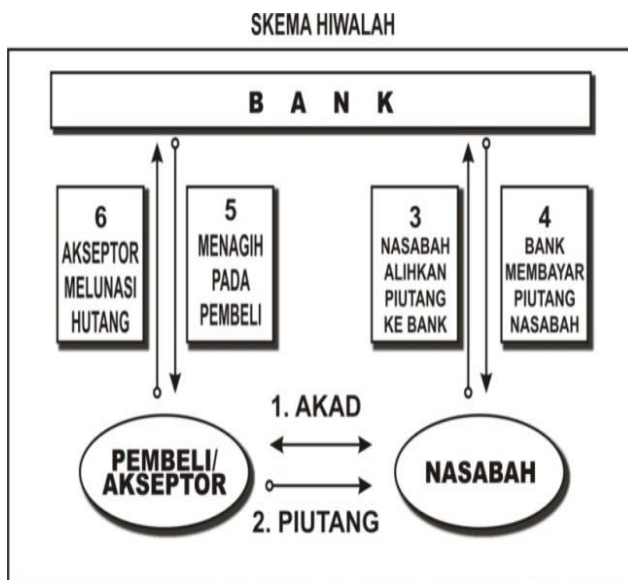 SKEMA HIWALAH
B A N K
6
AKSEPTOR
MELUNASI
HUTANG
5
MENAGIH
PADA
PEMBELI
3
NASABAH
ALIHKAN
PIUTANG
KE BANK
4
BANK
MEMBAYAR
PIUTANG
NASABAH
1. AKAD
PEMBELI/
AKSEPTOR
NASABAH
2. PIUTANG